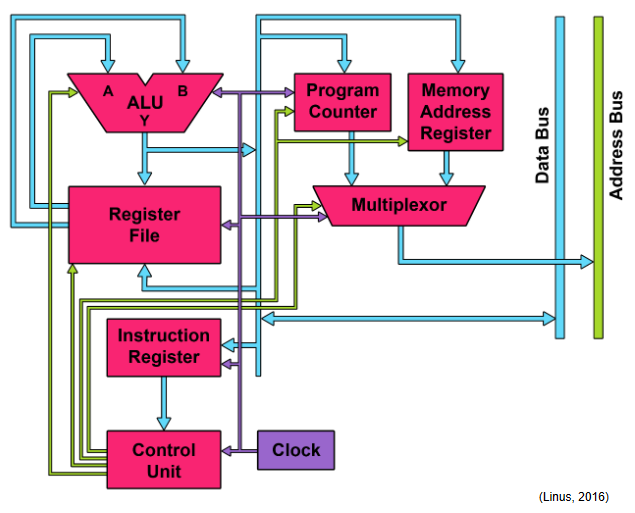 A
B
ALU
Y
Program
Counter
Memory
Address
Register
Data Bus
Address Bus
Register
File
Multiplexor
Instruction
Register
Control
Unit
Clock
(Linus, 2016)